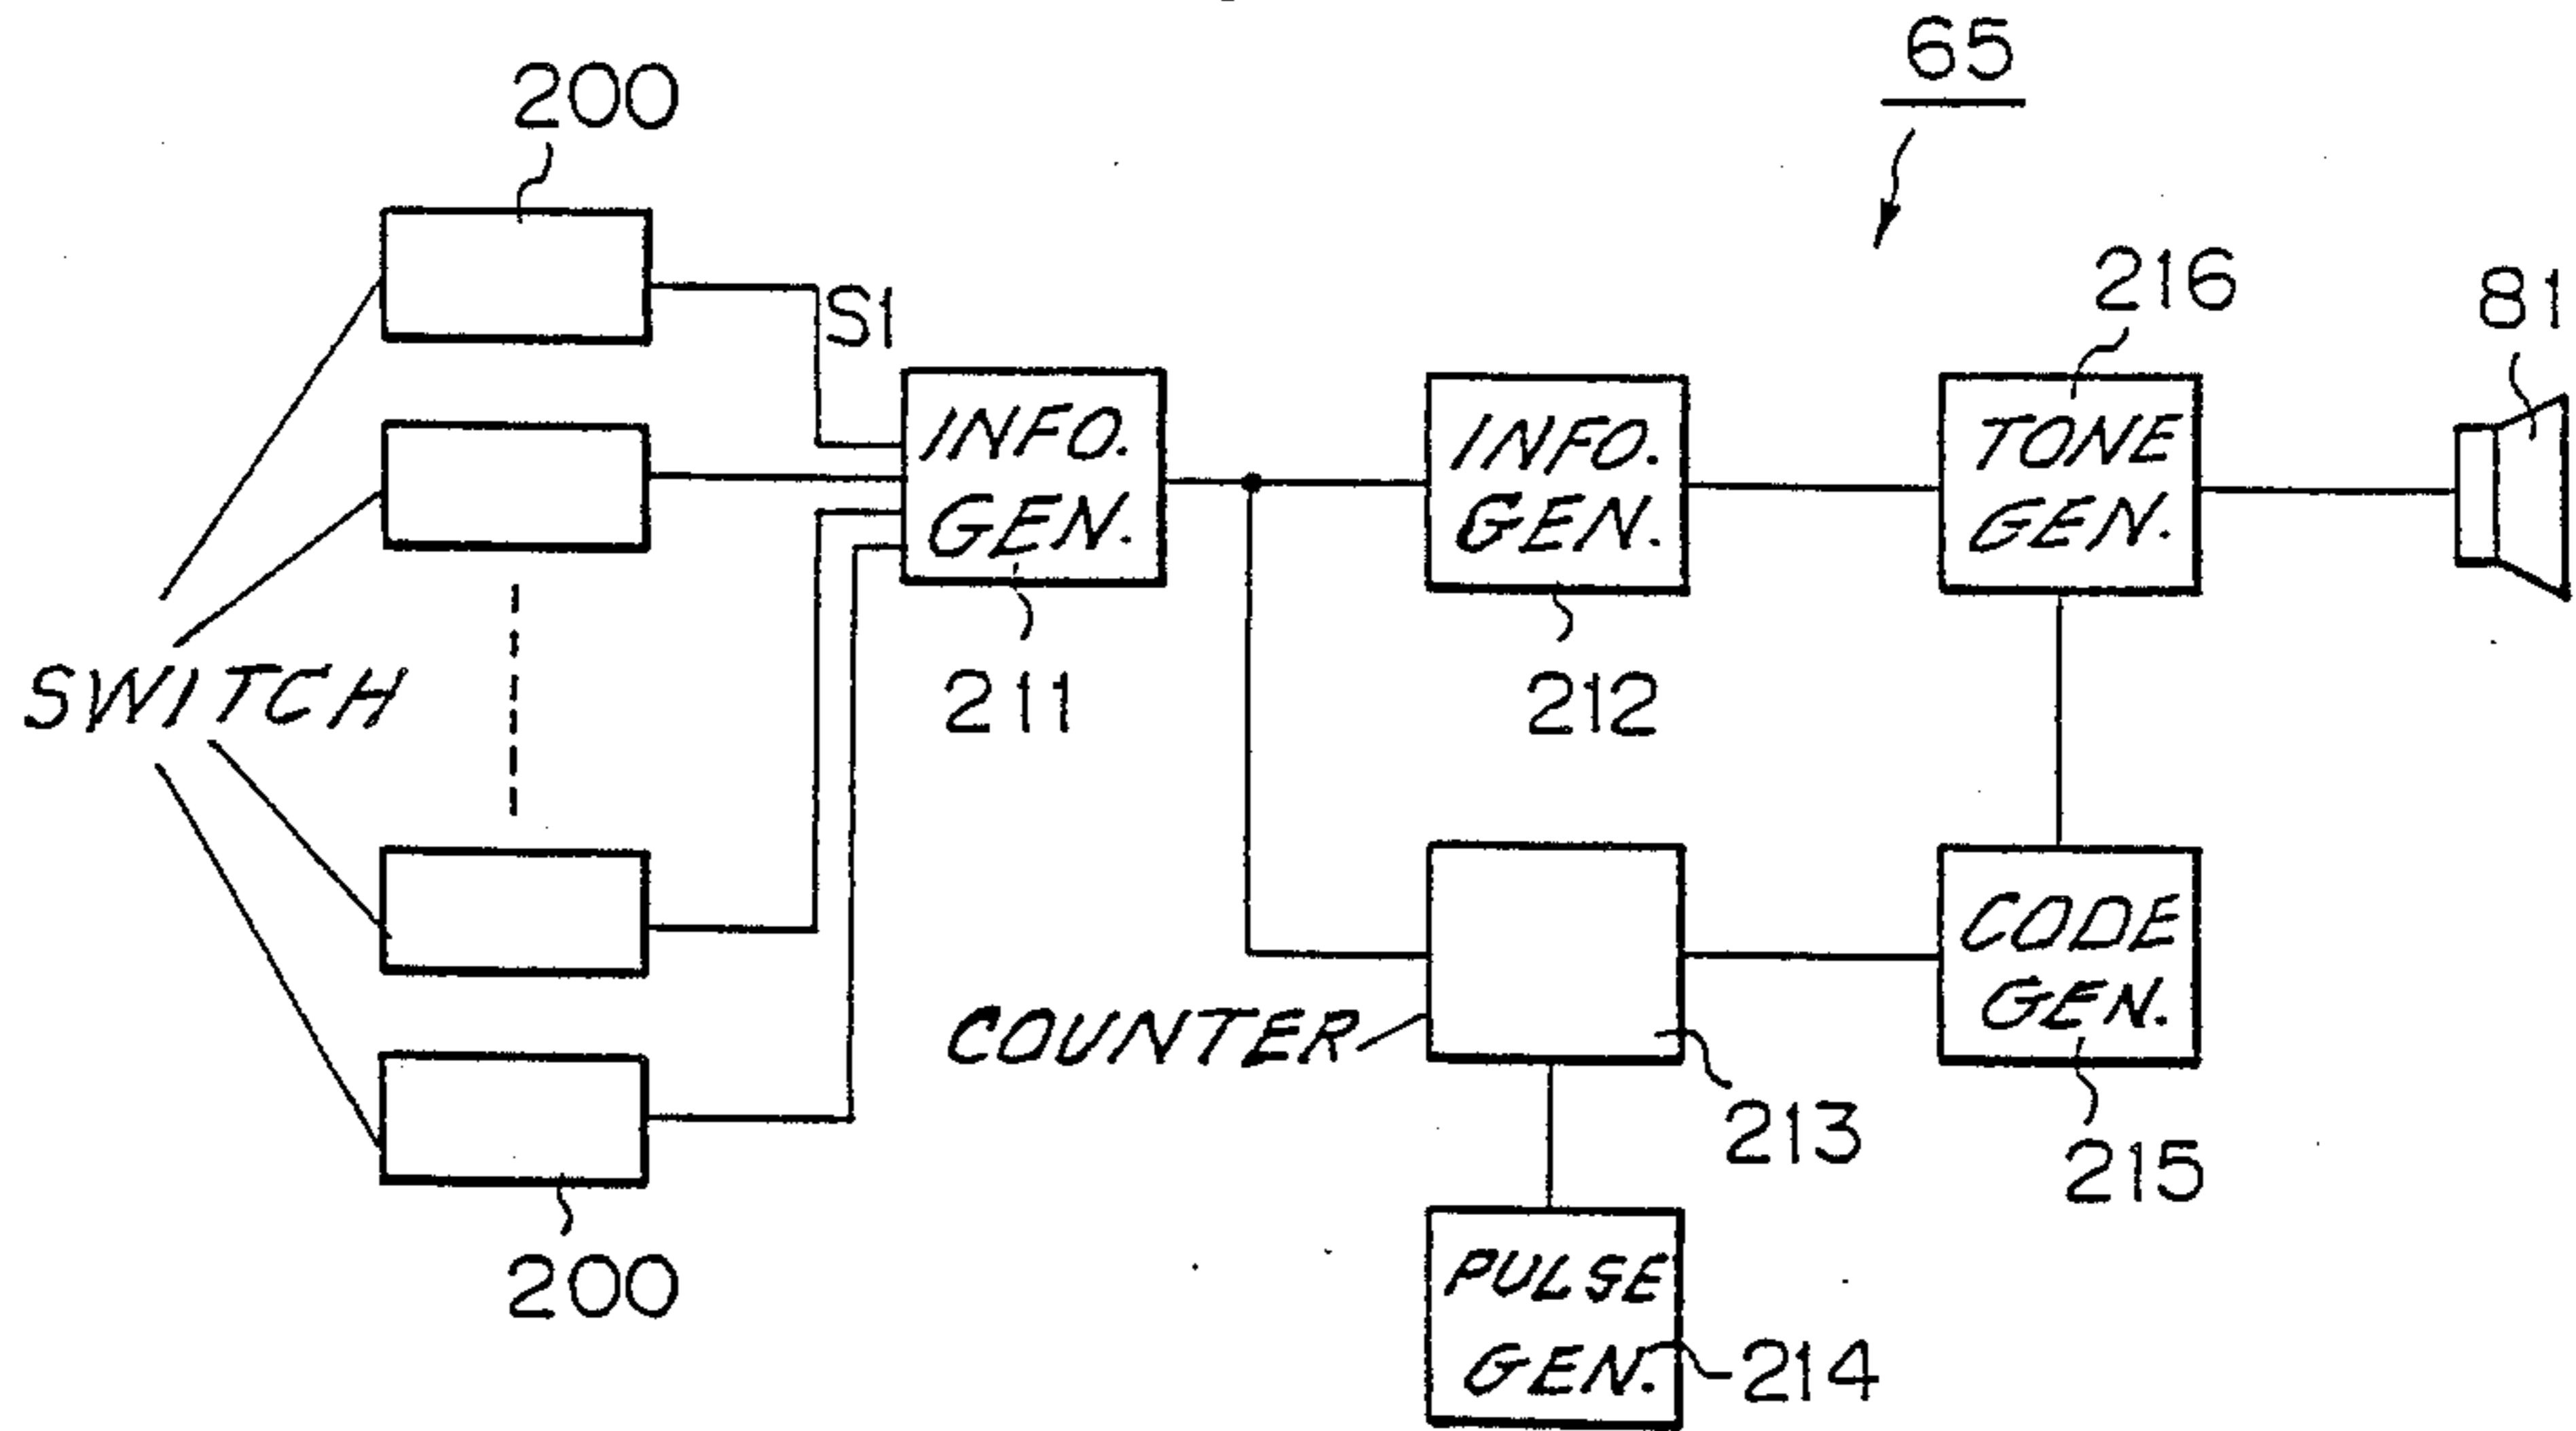 65
200
216
81
S1
INFO.
GEN.
INFO.
GEN.
TONE
GEN.
211
212
SWITCH
CODE
GEN.
COUNTER
213
215
200
PULSE
GEN.
214